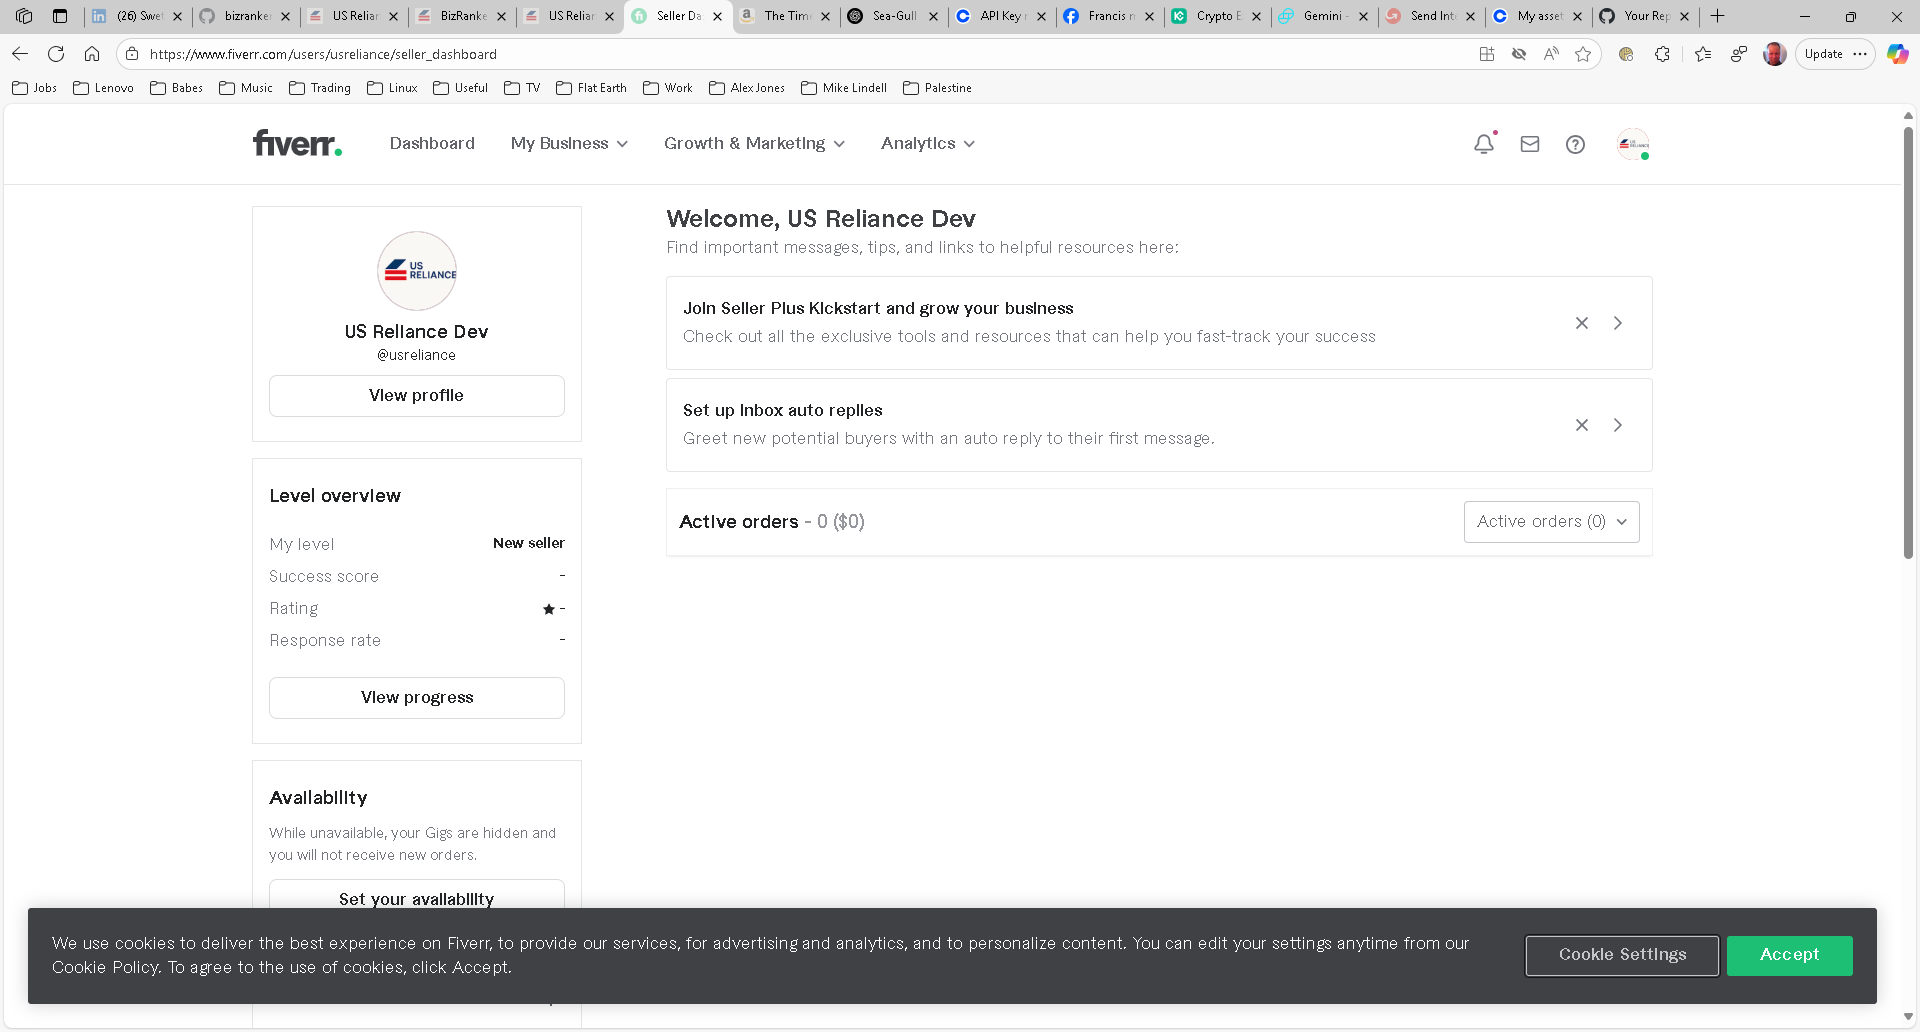 (26) Swe
bizranke
US Relian
BizRanke
US Relian
Seller Da
The Time
Sea-Gull
API Key
Francis
Crypto E
Gemini -
Send Inte
My asset
Your Rep
https://www.fiverr.com/users/usreliance/seller_dashboard
Update
Jobs
Lenovo
Babes
Music
Trading
Linux
Useful
TV
Flat Earth
Work
Alex Jones
Mike Lindell
Palestine
fiverr.
Dashboard
My Business
Growth & Marketing
Analytics
US RELIANCE
US Reliance Dev
@usreliance
View profile
Level overview
My level New seller
Success score -
Rating ★ -
Response rate -
View progress
Availability
While unavailable, your Gigs are hidden and
you will not receive new orders.
Set your availability
Welcome, US Reliance Dev
Find important messages, tips, and links to helpful resources here:
Join Seller Plus Kickstart and grow your business
Check out all the exclusive tools and resources that can help you fast-track your success
Set up Inbox auto replies
Greet new potential buyers with an auto reply to their first message.
Active orders - 0 ($0)
Active orders (0)
We use cookies to deliver the best experience on Fiverr, to provide our services, for advertising and analytics, and to personalize content. You can edit your settings anytime from our
Cookie Policy. To agree to the use of cookies, click Accept.
Cookie Settings
Accept